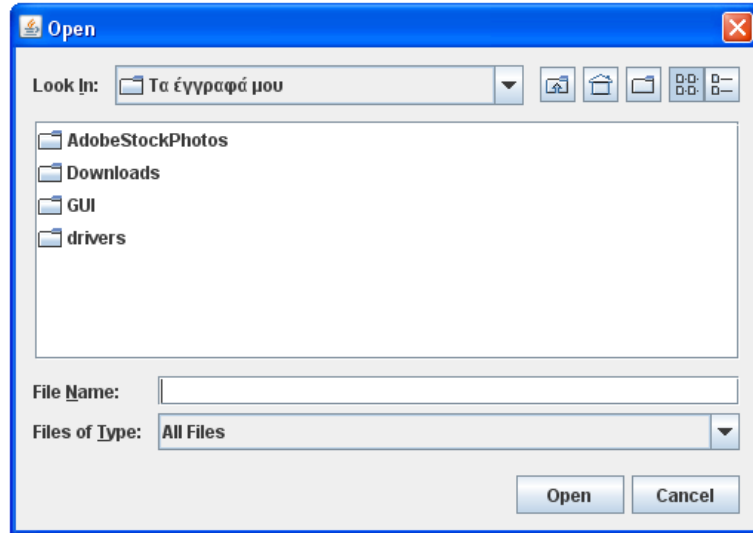 Open
Look In: Τα έγγραφά μου
AdobeStockPhotos
Downloads
GUI
drivers
File Name:
Files of Type: All Files
Open Cancel